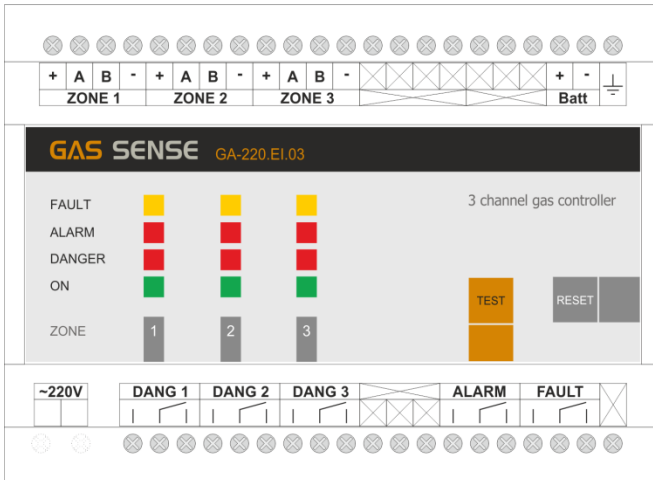 + A B - + A B - + A B - + -
ZONE 1 ZONE 2 ZONE 3 Batt
GAS SENSE GA-220.EI.03
FAULT 3 channel gas controller
ALARM
DANGER
ON
TEST RESET
ZONE 1 2 3
~220V DANG 1 DANG 2 DANG 3 ALARM FAULT